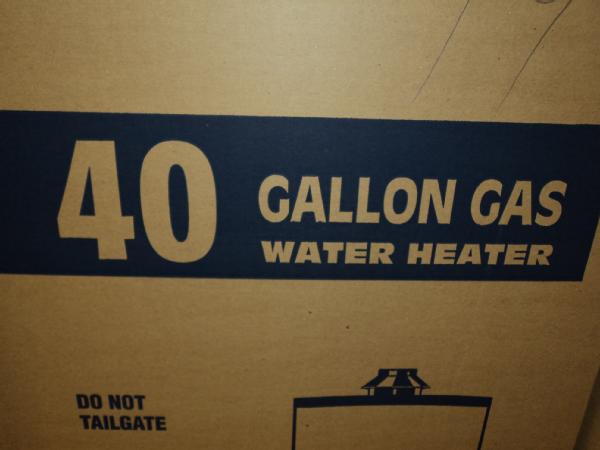 40 GALLON GAS
WATER HEATER
DO NOT
TAILGATE